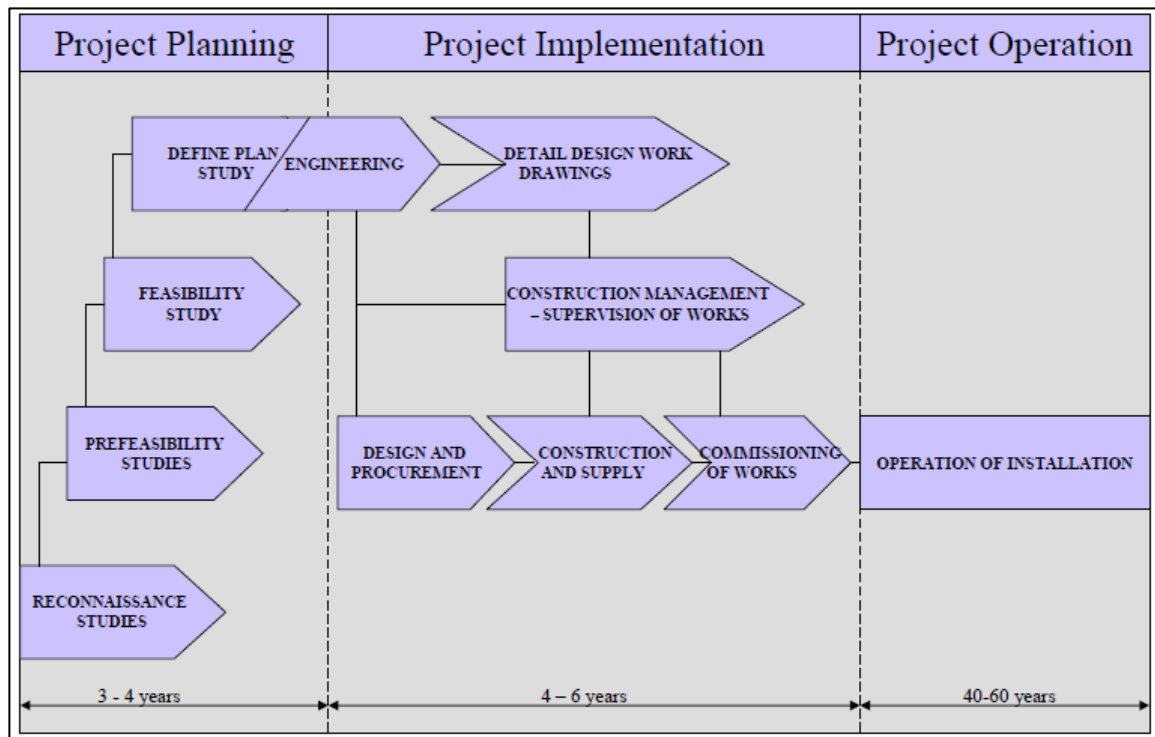 Project Planning
Project Implementation
Project Operation
DEFINE PLAN
STUDY
ENGINEERING
DETAIL DESIGN WORK
DRAWINGS
FEASIBILITY
STUDY
CONSTRUCTION MANAGEMENT
– SUPERVISION OF WORKS
PREFEASIBILITY
STUDIES
DESIGN AND
PROCUREMENT
CONSTRUCTION
AND SUPPLY
COMMISSIONING
OF WORKS
OPERATION OF INSTALLATION
RECONNAISSANCE
STUDIES
3 - 4 years
4 – 6 years
40-60 years